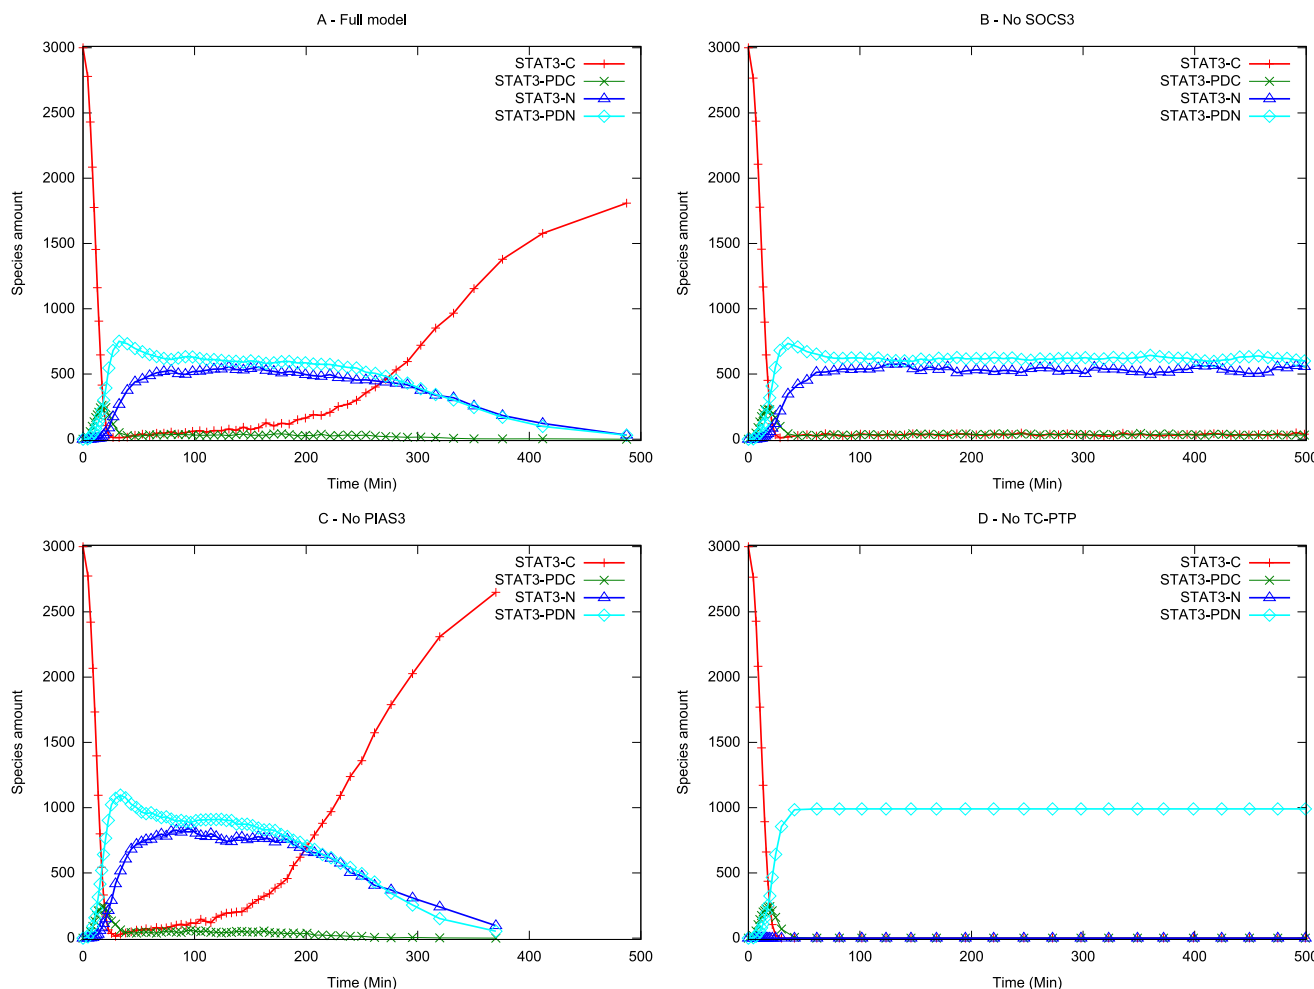 A - Full model
3000
2500
2000
1500
1000
500
0
0 100 200 300 400 500
Species amount
Time (Min)
STAT3-C
STAT3-PDC
STAT3-N
STAT3-PDN
B - No SOCS3
3000
2500
2000
1500
1000
500
0
0 100 200 300 400 500
Species amount
Time (Min)
STAT3-C
STAT3-PDC
STAT3-N
STAT3-PDN
C - No PIAS3
3000
2500
2000
1500
1000
500
0
0 100 200 300 400 500
Species amount
Time (Min)
STAT3-C
STAT3-PDC
STAT3-N
STAT3-PDN
D - No TC-PTP
3000
2500
2000
1500
1000
500
0
0 100 200 300 400 500
Species amount
Time (Min)
STAT3-C
STAT3-PDC
STAT3-N
STAT3-PDN